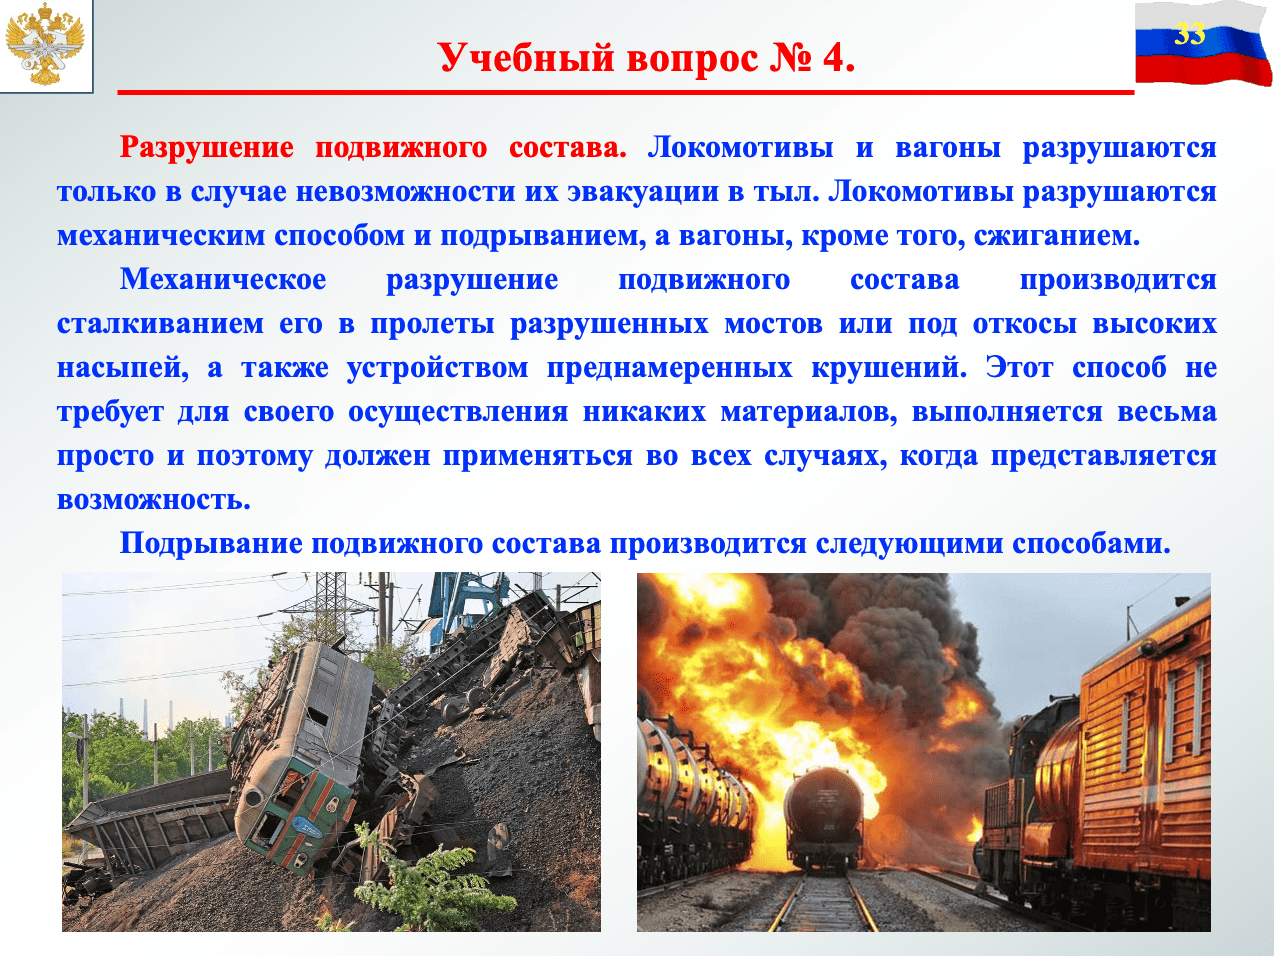 33
Учебный вопрос № 4.
Разрушение подвижного состава. Локомотивы и вагоны разрушаются
только в случае невозможности их эвакуации в тыл. Локомотивы разрушаются
механическим способом и подрыванием, а вагоны, кроме того, сжиганием.
Механическое разрушение подвижного состава производится
сталкиванием его в пролеты разрушенных мостов или под откосы высоких
насыпей, а также устройством преднамеренных крушений. Этот способ не
требует для своего осуществления никаких материалов, выполняется весьма
просто и поэтому должен применяться во всех случаях, когда представляется
возможность.
Подрывание подвижного состава производится следующими способами.